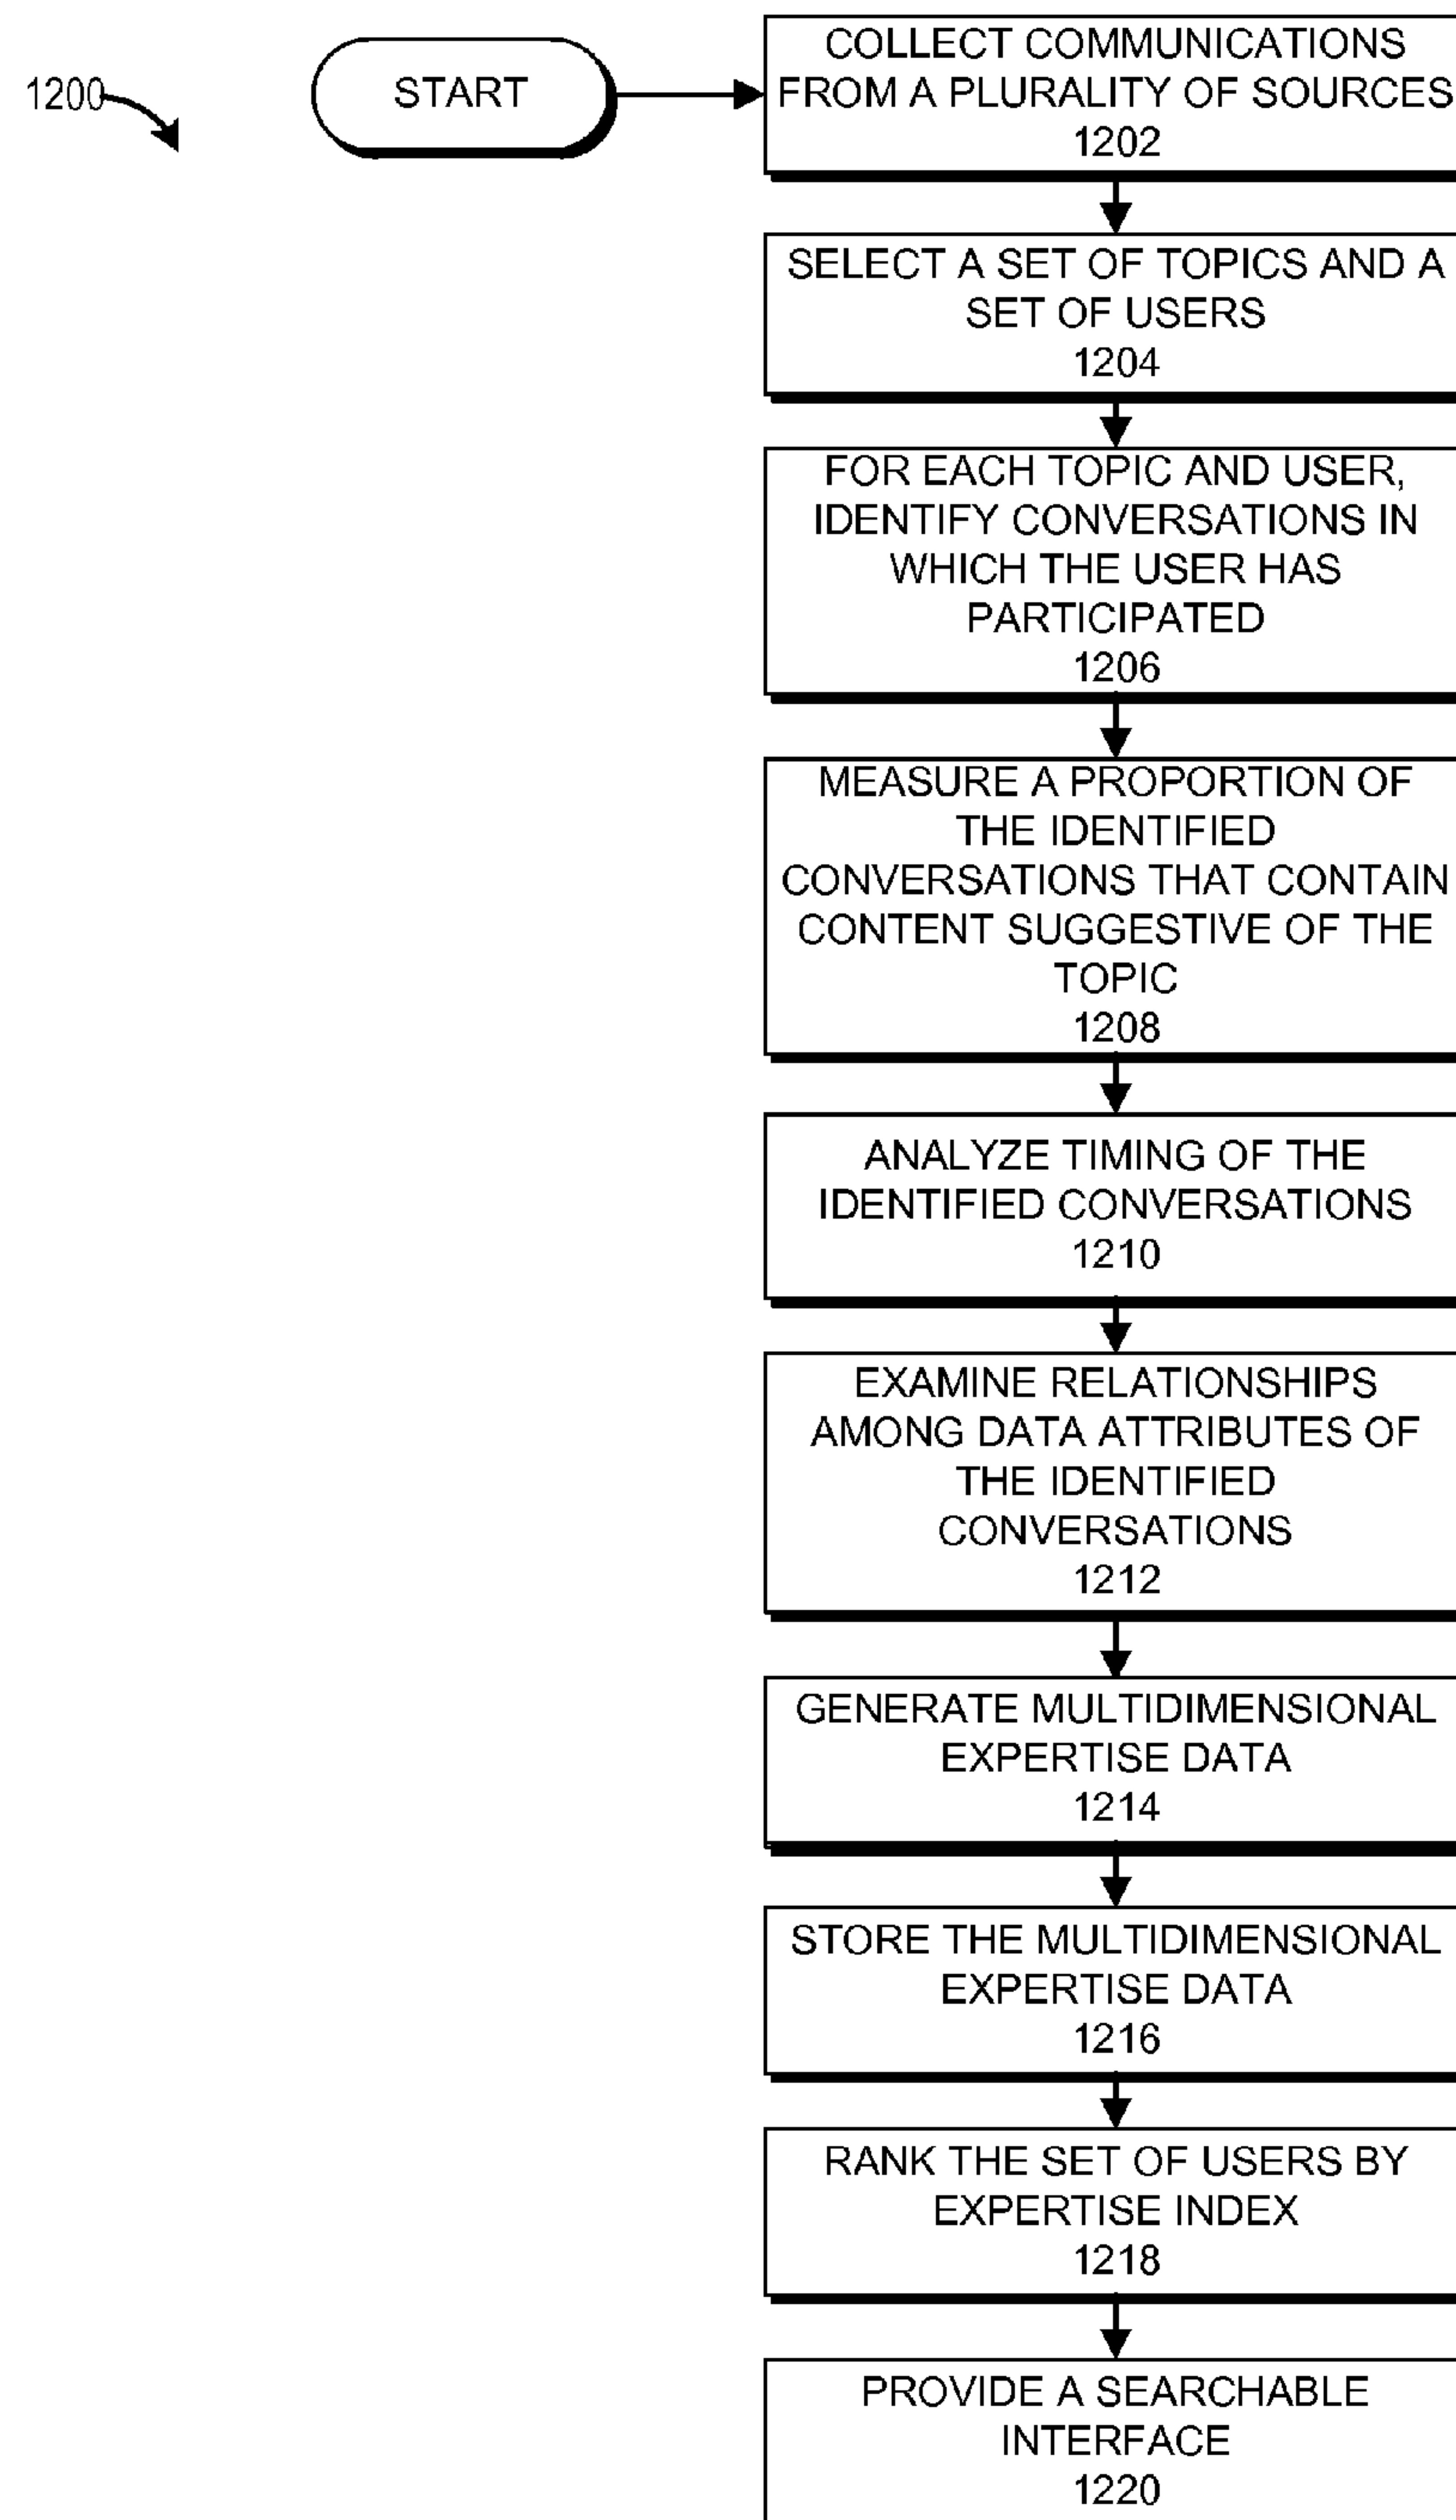 1200
START
COLLECT COMMUNICATIONS
FROM A PLURALITY OF SOURCES
1202
SELECT A SET OF TOPICS AND A
SET OF USERS
1204
FOR EACH TOPIC AND USER,
IDENTIFY CONVERSATIONS IN
WHICH THE USER HAS
PARTICIPATED
1206
MEASURE A PROPORTION OF
THE IDENTIFIED
CONVERSATIONS THAT CONTAIN
CONTENT SUGGESTIVE OF THE
TOPIC
1208
ANALYZE TIMING OF THE
IDENTIFIED CONVERSATIONS
1210
EXAMINE RELATIONSHIPS
AMONG DATA ATTRIBUTES OF
THE IDENTIFIED
CONVERSATIONS
1212
GENERATE MULTIDIMENSIONAL
EXPERTISE DATA
1214
STORE THE MULTIDIMENSIONAL
EXPERTISE DATA
1216
RANK THE SET OF USERS BY
EXPERTISE INDEX
1218
PROVIDE A SEARCHABLE
INTERFACE
1220